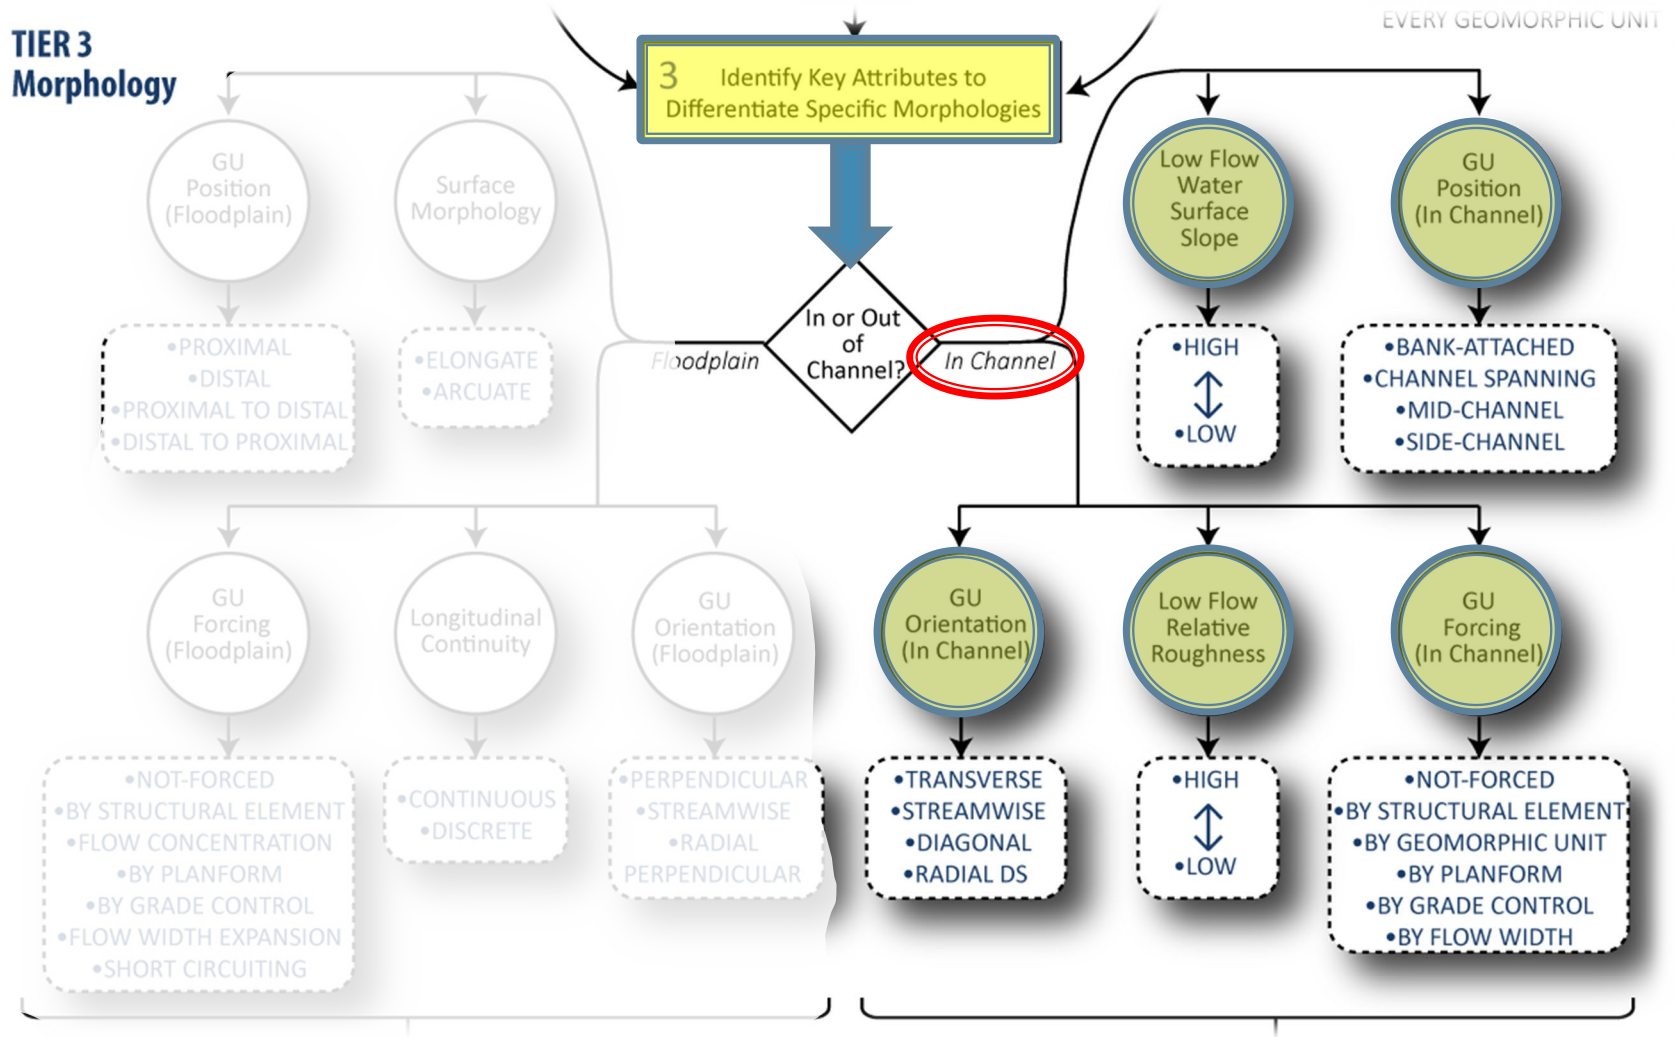 EVERY GEOMORPHIC UNIT
TIER 3
Morphology
3
Identify Key Attributes to
Differentiate Specific Morphologies
GU
Position
(Floodplain)
Surface
Morphology
Low Flow
Water
Surface
Slope
GU
Position
(In Channel)
•PROXIMAL
•DISTAL
•PROXIMAL TO DISTAL
•DISTAL TO PROXIMAL
•ELONGATE
•ARCUATE
Floodplain
In or Out
of
Channel?
In Channel
•HIGH
•LOW
•BANK-ATTACHED
•CHANNEL SPANNING
•MID-CHANNEL
•SIDE-CHANNEL
GU
Forcing
(Floodplain)
Longitudinal
Continuity
GU
Orientation
(Floodplain)
GU
Orientation
(In Channel)
Low Flow
Relative
Roughness
GU
Forcing
(In Channel)
•NOT-FORCED
•BY STRUCTURAL ELEMENT
•FLOW CONCENTRATION
•BY PLANFORM
•BY GRADE CONTROL
•FLOW WIDTH EXPANSION
•SHORT CIRCUITING
•CONTINUOUS
•DISCRETE
•PERPENDICULAR
•STREAMWISE
•RADIAL
PERPENDICULAR
•TRANSVERSE
•STREAMWISE
•DIAGONAL
•RADIAL DS
•HIGH
•LOW
•NOT-FORCED
•BY STRUCTURAL ELEMENT
•BY GEOMORPHIC UNIT
•BY PLANFORM
•BY GRADE CONTROL
•BY FLOW WIDTH